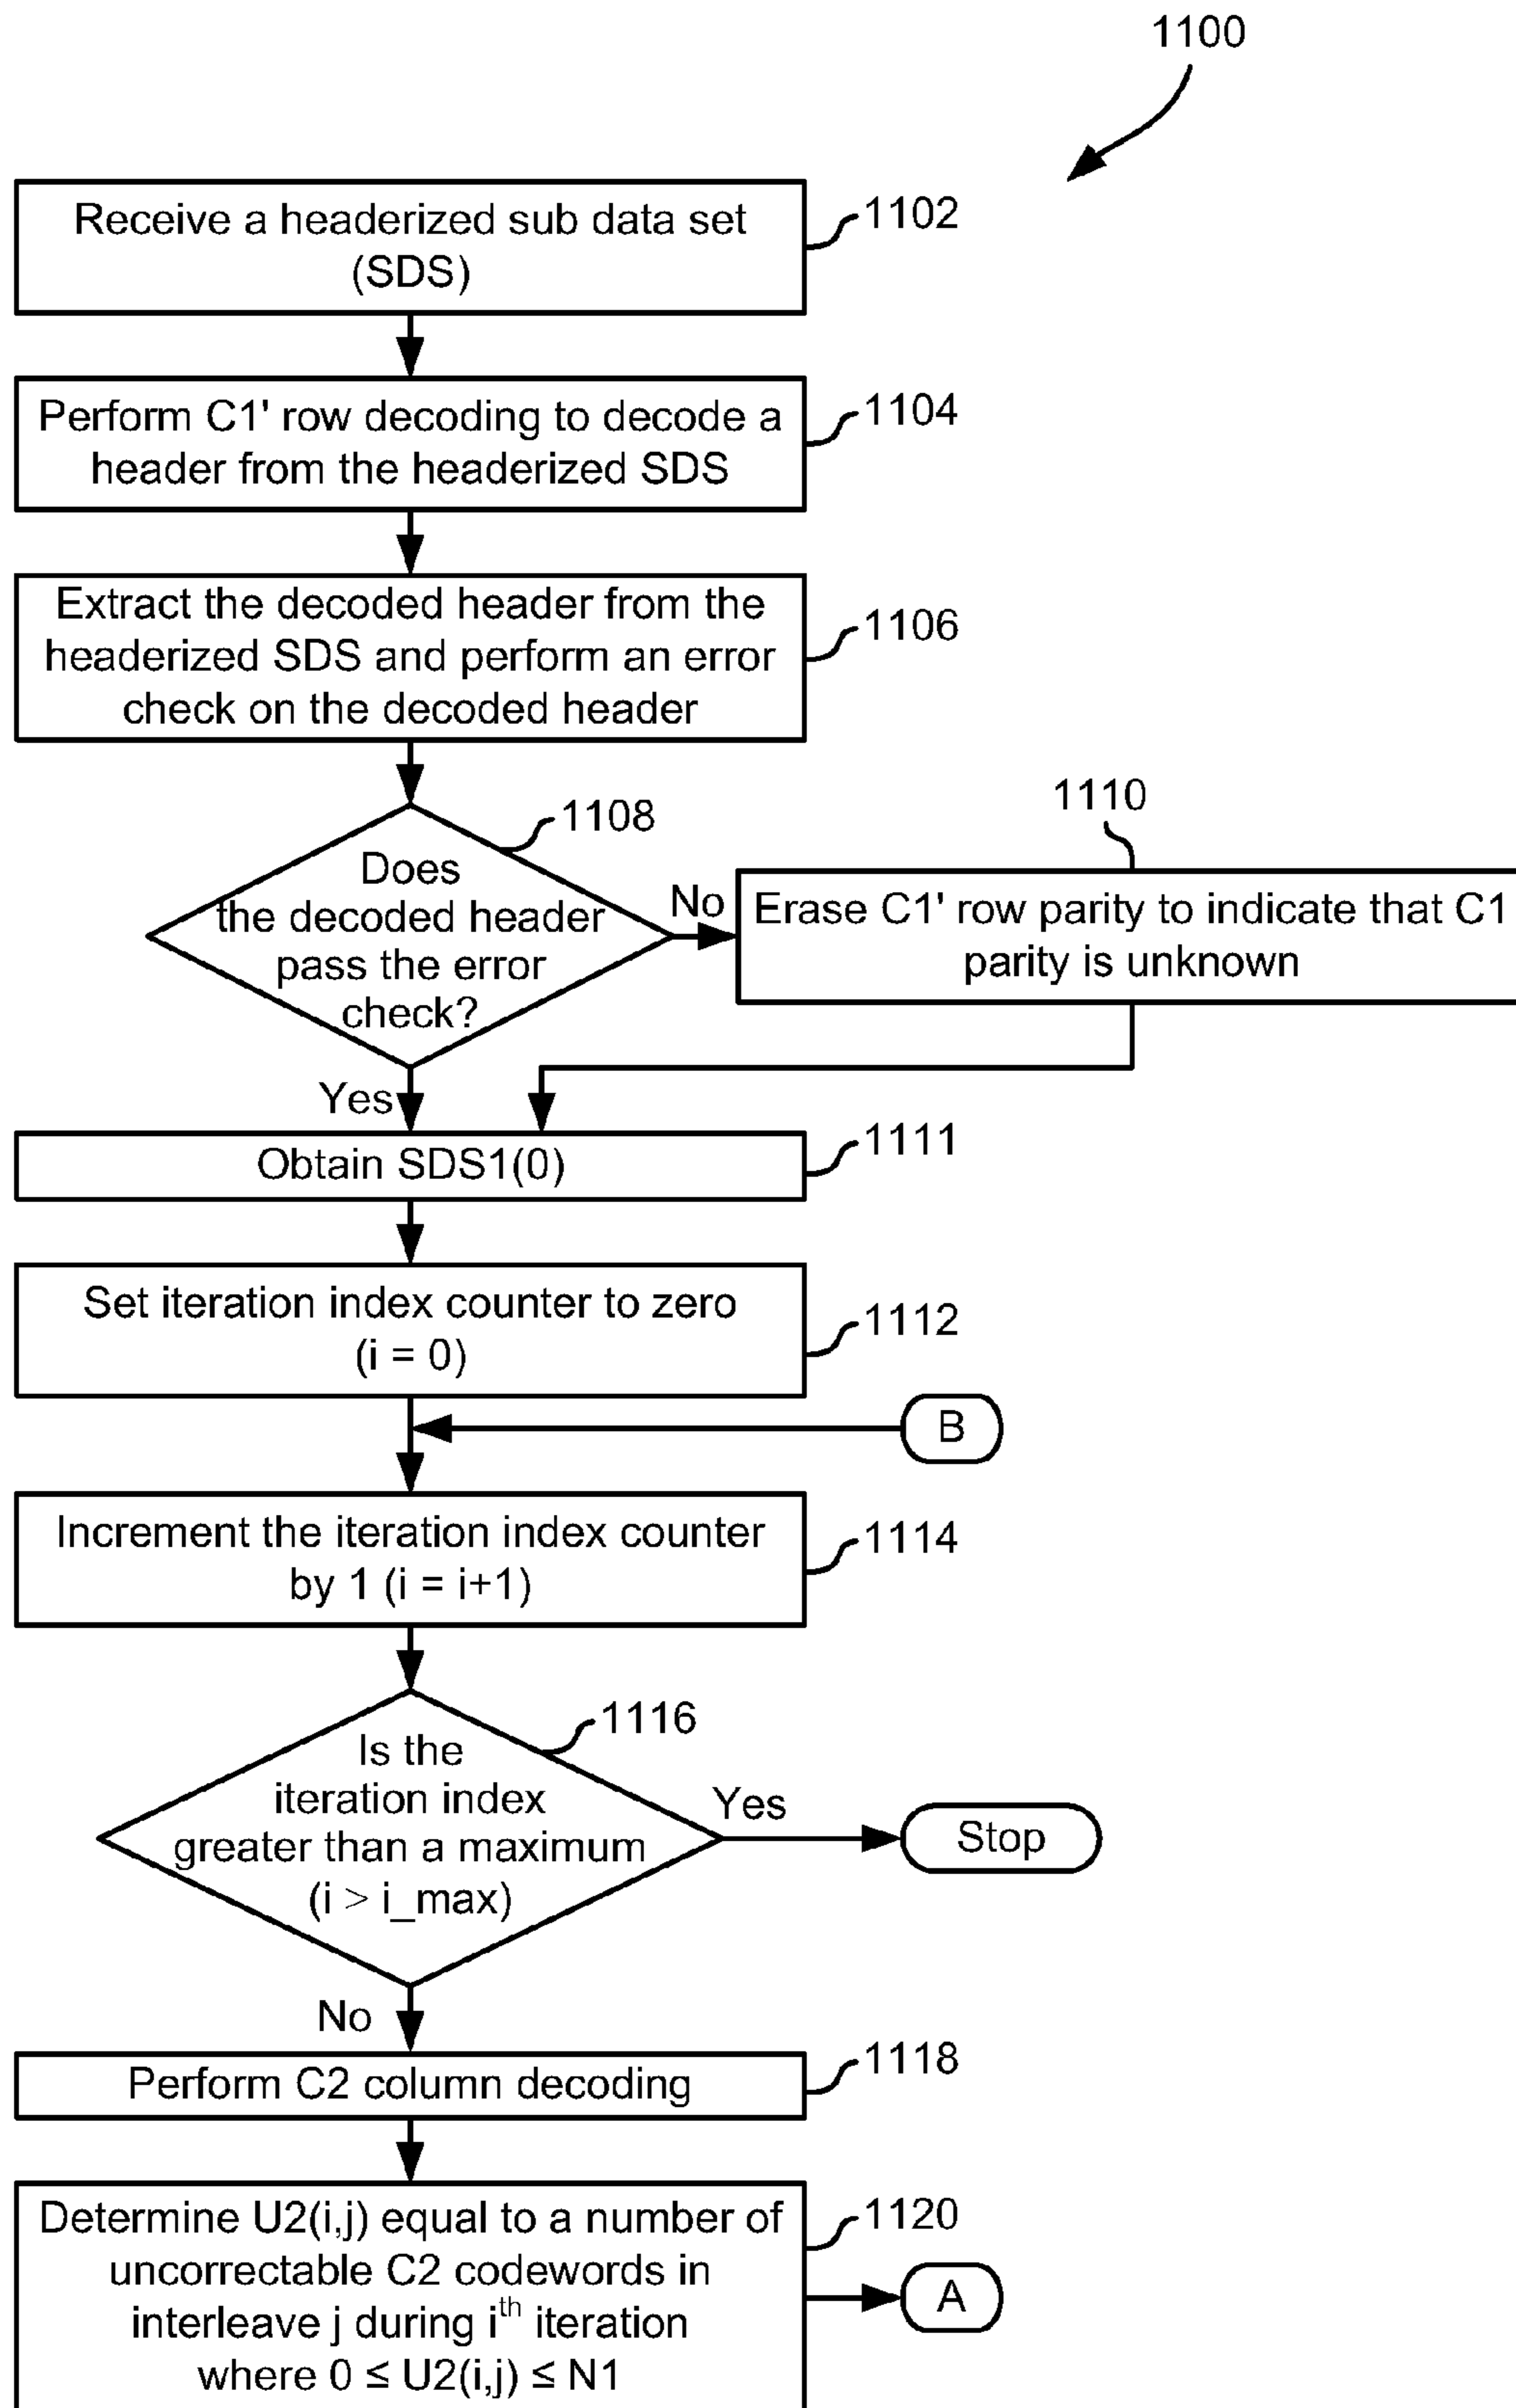 1100
Receive a headerized sub data set
(SDS)
1102
Perform C1' row decoding to decode a
header from the headerized SDS
1104
Extract the decoded header from the
headerized SDS and perform an error
check on the decoded header
1106
1108
Does
the decoded header
pass the error
check?
No
1110
Erase C1' row parity to indicate that C1
parity is unknown
Yes
Obtain SDS1(0)
1111
Set iteration index counter to zero
(i = 0)
1112
B
Increment the iteration index counter
by 1 (i = i+1)
1114
1116
Is the
iteration index
greater than a maximum
(i > i_max)
Yes
Stop
No
Perform C2 column decoding
1118
Determine U2(i,j) equal to a number of
uncorrectable C2 codewords in
interleave j during i^th iteration
where 0 ≤ U2(i,j) ≤ N1
1120
A